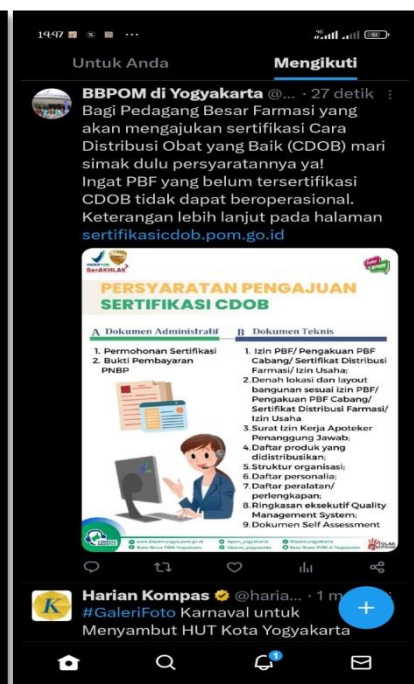 14.47
60
Untuk Anda
Mengikuti
BBPOM di Yogyakarta @... · 27 detik
Bagi Pedagang Besar Farmasi yang
akan mengajukan sertifikasi Cara
Distribusi Obat yang Baik (CDOB) mari
simak dulu persyaratannya ya!
Ingat PBF yang belum tersertifikasi
CDOB tidak dapat beroperasional.
Keterangan lebih lanjut pada halaman
sertifikasicdob.pom.go.id
BerAKHLAK
PERSYARATAN PENGAJUAN
SERTIFIKASI CDOB
A Dokumen Administratif
1. Permohonan Sertifikasi
2. Bukti Pembayaran
PNBP
B Dokumen Teknis
1. Izin PBF/ Pengakuan PBF
Cabang/ Sertifikat Distribusi
Farmasi/ Izin Usaha;
2. Denah lokasi dan layout
bangunan sesuai izin PBF/
Pengakuan PBF Cabang/
Sertifikat Distribusi Farmasi/
Izin Usaha
3. Surat Izin Kerja Apoteker
Penanggung Jawab;
4. Daftar produk yang
didistribusikan;
5. Struktur organisasi;
6. Daftar personalia;
7. Daftar peralatan/
perlengkapan;
8. Ringkasan eksekutif Quality
Management System;
9. Dokumen Self Assessment
Harian Kompas @haria... · 1 m
#GaleriFoto Karnaval untuk
Menyambut HUT Kota Yogyakarta
1